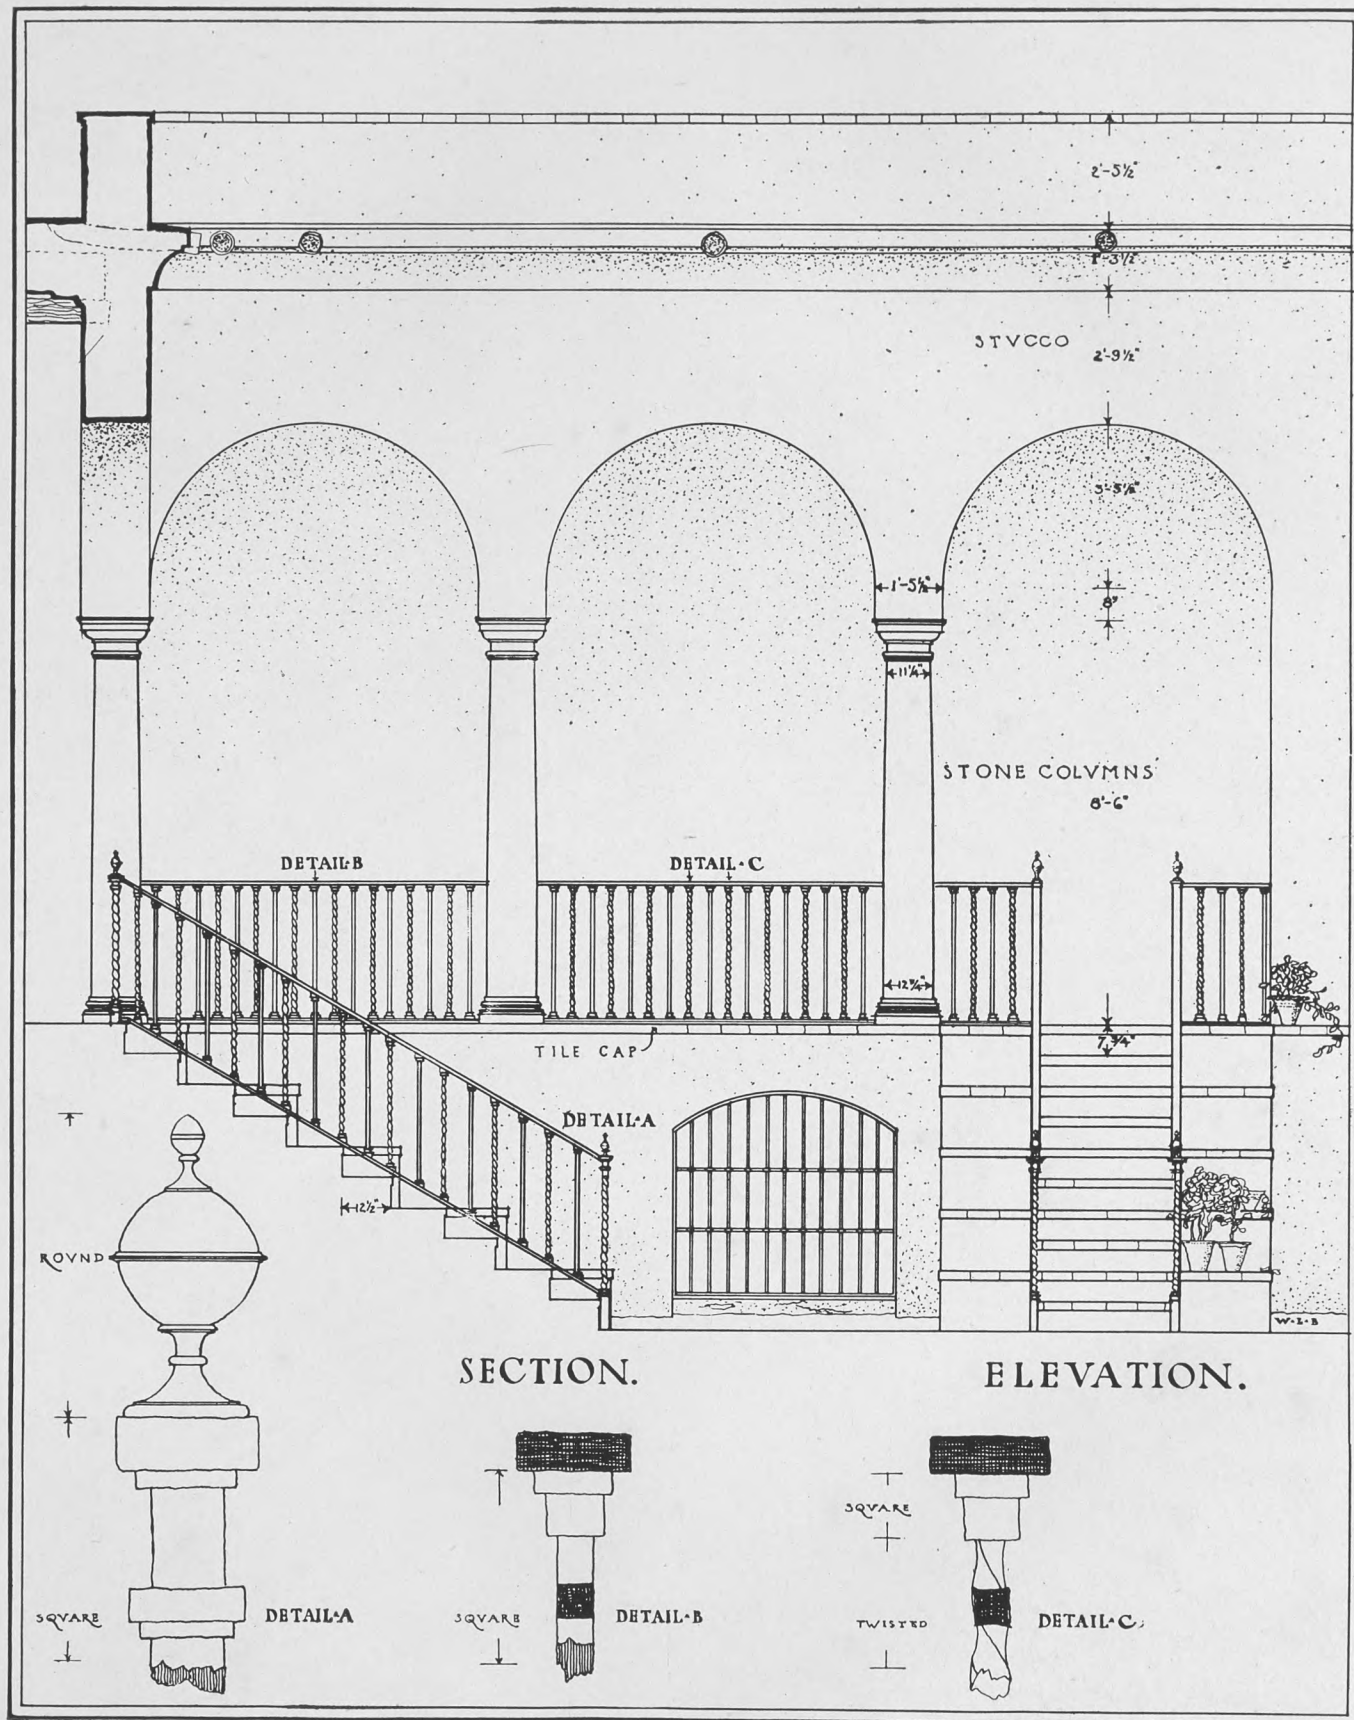 2'-5½"
1'-3½"
STVCCO
2'-9½"
3'-5½"
1'-5½"
8"
11¼"
STONE COLVMNS
8'-6"
DETAIL·B
DETAIL·C
12¾"
TILE CAP
7¾"
DETAIL·A
12½"
ROVND
W·L·B
SECTION.
ELEVATION.
SQVARE
SQVARE
DETAIL·A
SQVARE
DETAIL·B
TWISTED
DETAIL·C